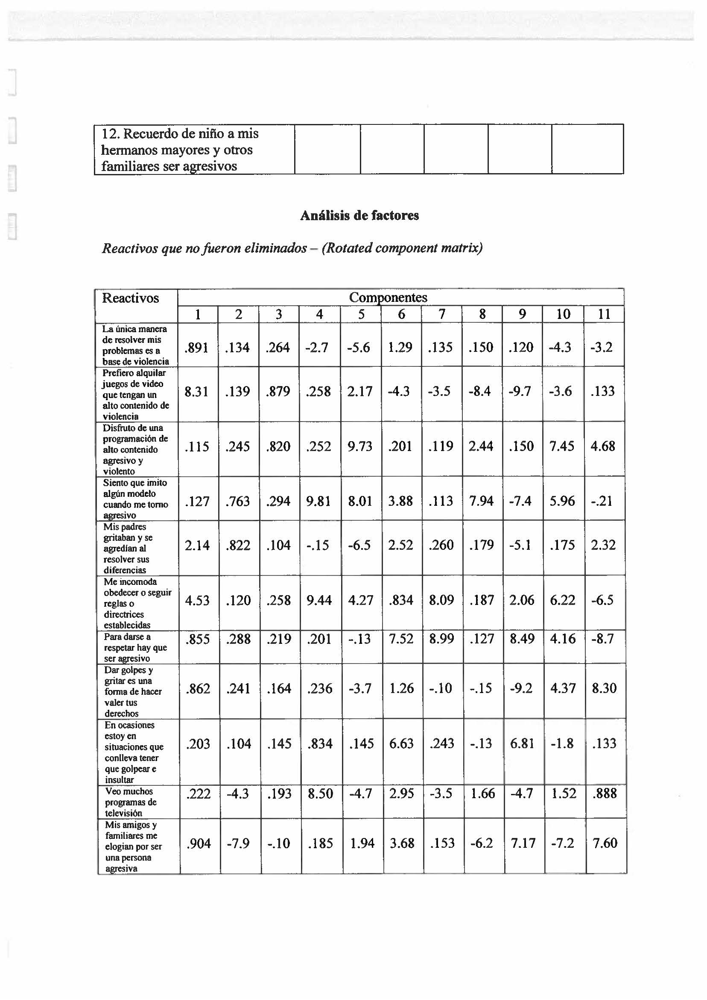 12. Recuerdo de niño a mis
hermanos mayores y otros
familiares ser agresivos
Análisis de factores
Reactivos que no fueron eliminados – (Rotated component matrix)
Reactivos Componentes
1 2 3 4 5 6 7 8 9 10 11
La única manera
de resolver mis
problemas es a
base de violencia
.891 .134 .264 -2.7 -5.6 1.29 .135 .150 .120 -4.3 -3.2
Prefiero alquilar
juegos de video
que tengan un
alto contenido de
violencia
8.31 .139 .879 .258 2.17 -4.3 -3.5 -8.4 -9.7 -3.6 .133
Disfruto de una
programación de
alto contenido
agresivo y
violento
.115 .245 .820 .252 9.73 .201 .119 2.44 .150 7.45 4.68
Siento que imito
algún modelo
cuando me torno
agresivo
.127 .763 .294 9.81 8.01 3.88 .113 7.94 -7.4 5.96 -.21
Mis padres
gritaban y se
agredían al
resolver sus
diferencias
2.14 .822 .104 -.15 -6.5 2.52 .260 .179 -5.1 .175 2.32
Me incomoda
obedecer o seguir
reglas o
directrices
establecidas
4.53 .120 .258 9.44 4.27 .834 8.09 .187 2.06 6.22 -6.5
Para darse a
respetar hay que
ser agresivo
.855 .288 .219 .201 -.13 7.52 8.99 .127 8.49 4.16 -8.7
Dar golpes y
gritar es una
forma de hacer
valer tus
derechos
.862 .241 .164 .236 -3.7 1.26 -.10 -.15 -9.2 4.37 8.30
En ocasiones
estoy en
situaciones que
conlleva tener
que golpear e
insultar
.203 .104 .145 .834 .145 6.63 .243 -.13 6.81 -1.8 .133
Veo muchos
programas de
televisión
.222 -4.3 .193 8.50 -4.7 2.95 -3.5 1.66 -4.7 1.52 .888
Mis amigos y
familiares me
elogian por ser
una persona
agresiva
.904 -7.9 -.10 .185 1.94 3.68 .153 -6.2 7.17 -7.2 7.60